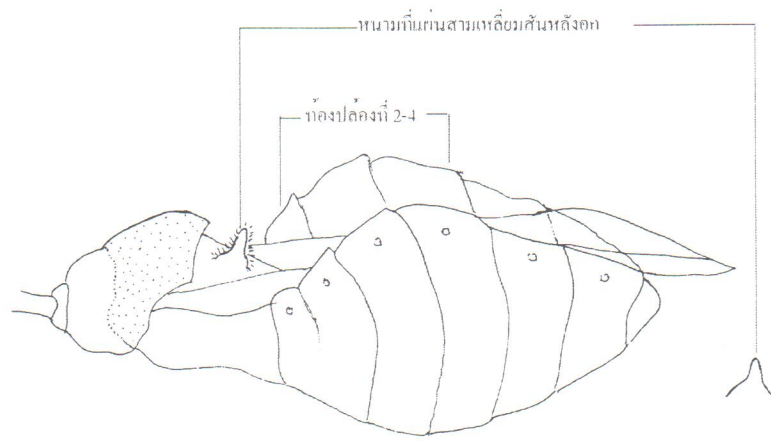 หนามที่แผ่นสามเหลี่ยมสันหลังอก
ท้องปล้องที่ 2-4